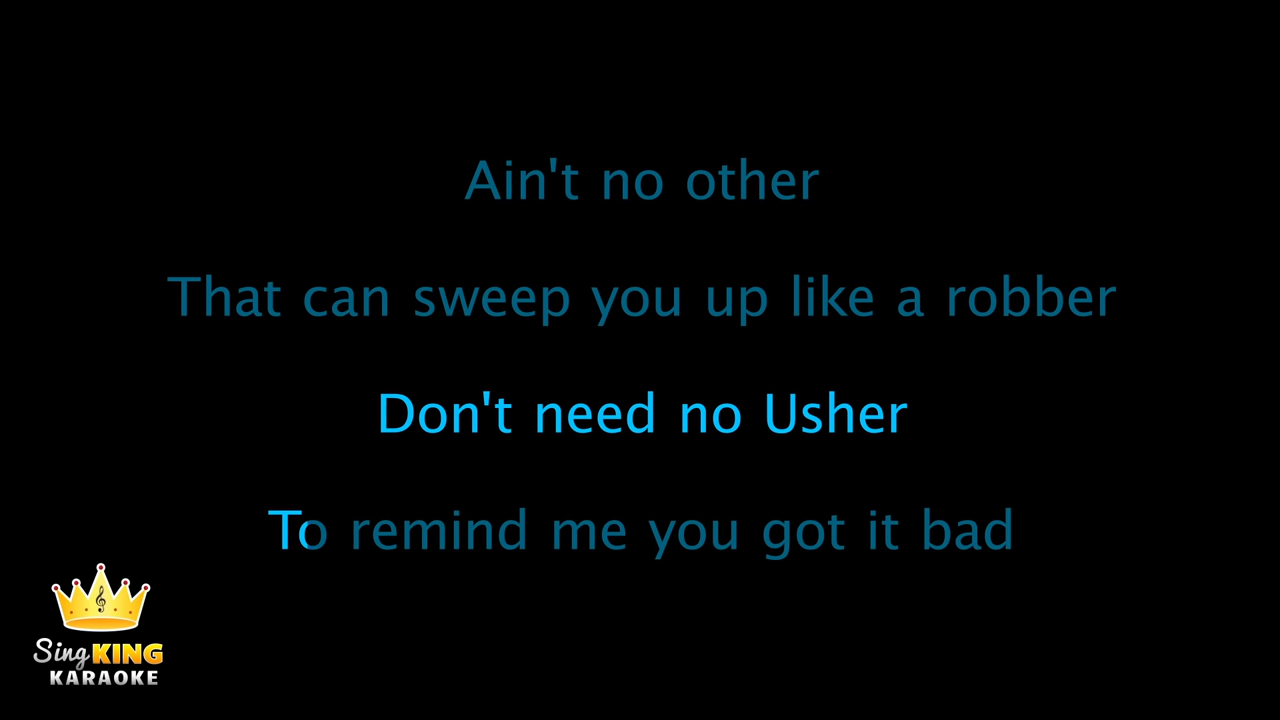 Ain't no other
That can sweep you up like a robber
Don't need no Usher
To remind me you got it bad
Sing KING
KARAOKE